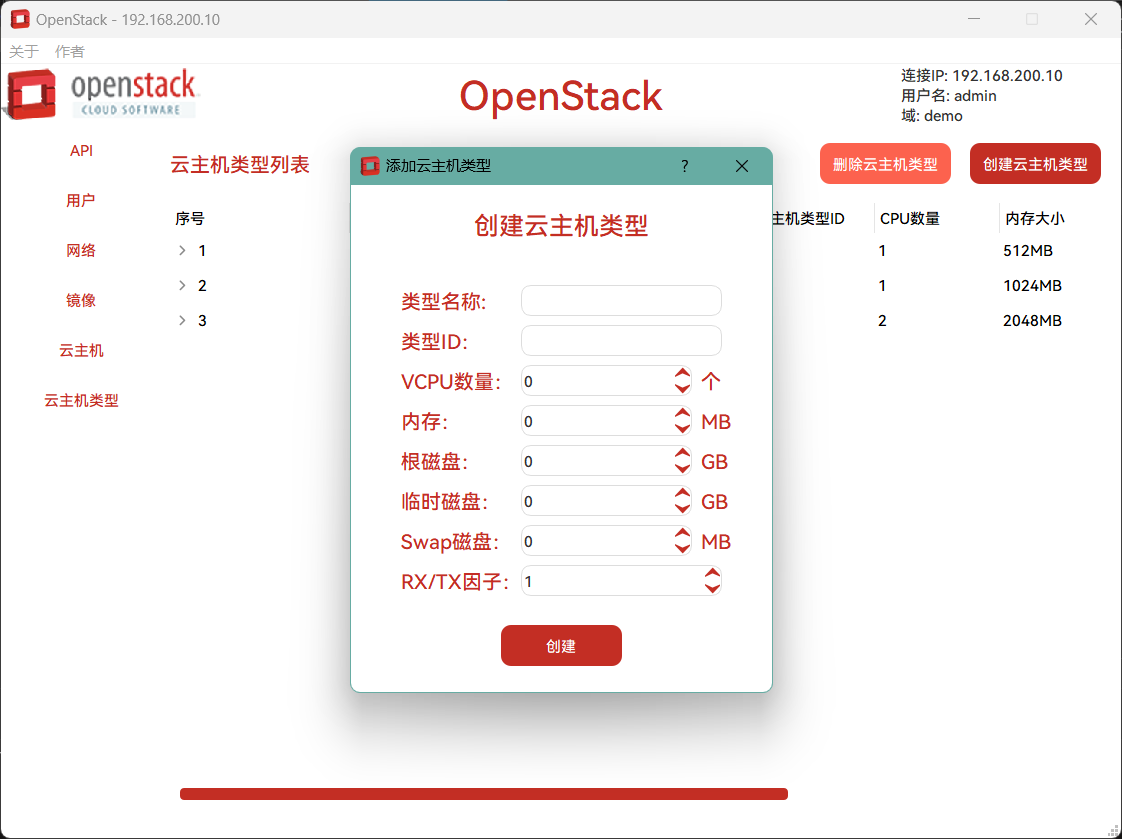 OpenStack - 192.168.200.10
关于 作者
openstack
CLOUD SOFTWARE
OpenStack
连接IP: 192.168.200.10
用户名: admin
域: demo
API
用户
网络
镜像
云主机
云主机类型
云主机类型列表
删除云主机类型
创建云主机类型
序号 主机类型ID CPU数量 内存大小
1 1 512MB
2 1 1024MB
3 2 2048MB
添加云主机类型 ?
创建云主机类型
类型名称:
类型ID:
VCPU数量: 0 个
内存: 0 MB
根磁盘: 0 GB
临时磁盘: 0 GB
Swap磁盘: 0 MB
RX/TX因子: 1
创建